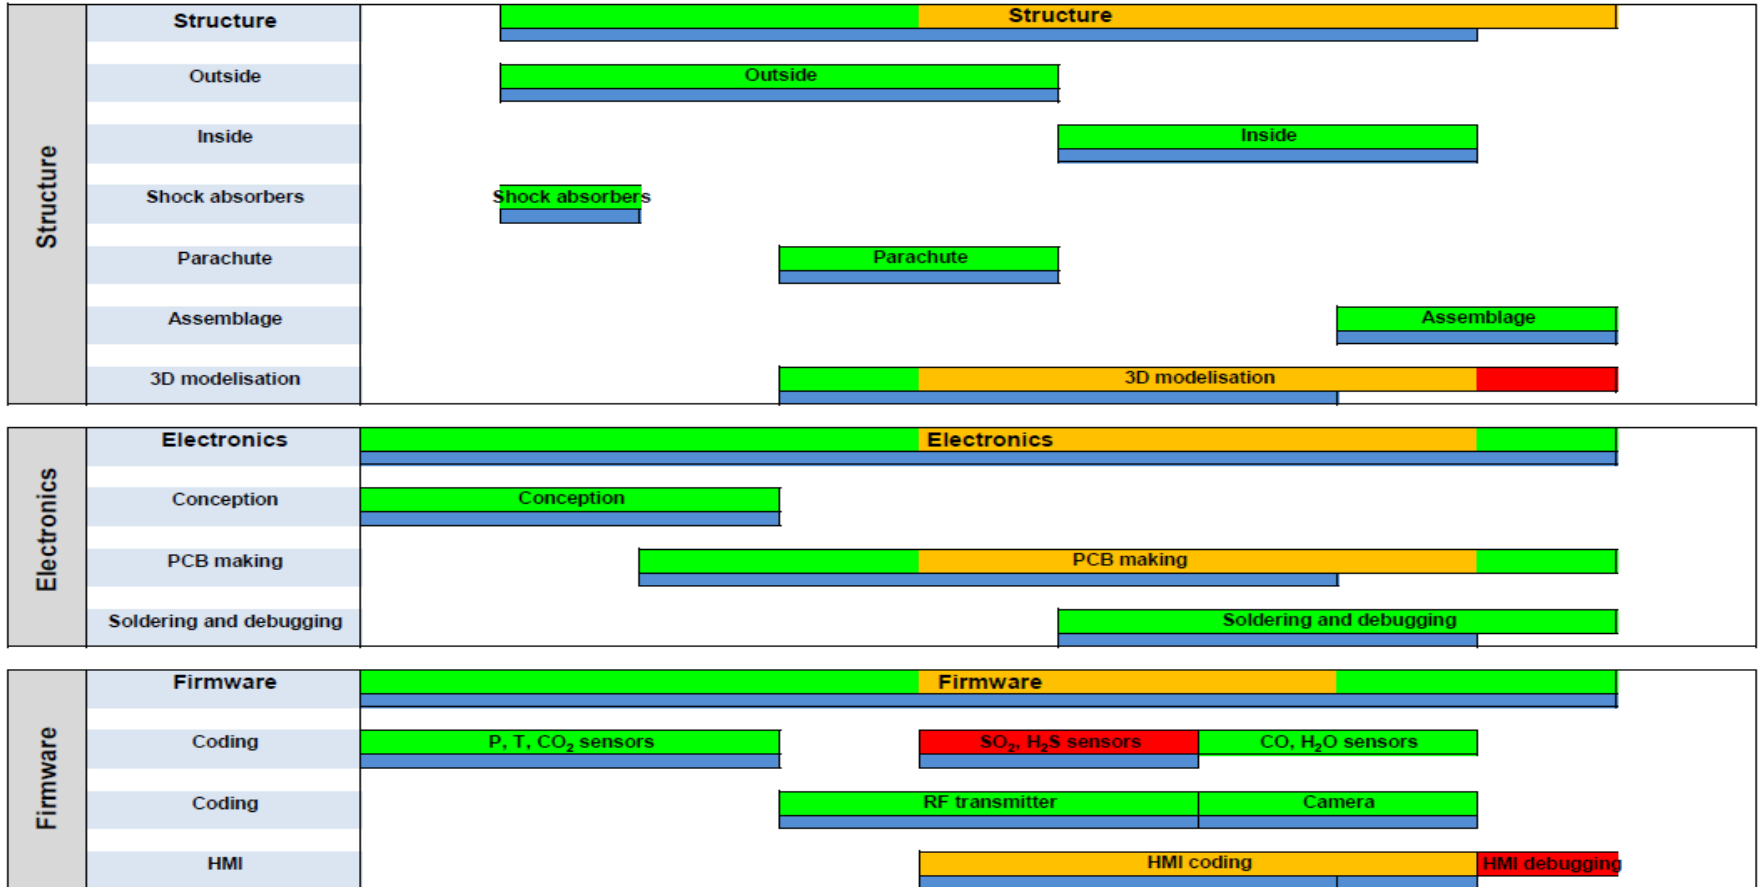 Structure
Structure
Structure
Outside
Outside
Inside
Inside
Shock absorbers
Shock absorbers
Parachute
Parachute
Assemblage
Assemblage
3D modelisation
3D modelisation
Electronics
Electronics
Electronics
Conception
Conception
PCB making
PCB making
Soldering and debugging
Soldering and debugging
Firmware
Firmware
Firmware
Coding
P, T, CO₂ sensors
SO₂, H₂S sensors
CO, H₂O sensors
Coding
RF transmitter
Camera
HMI
HMI coding
HMI debugging